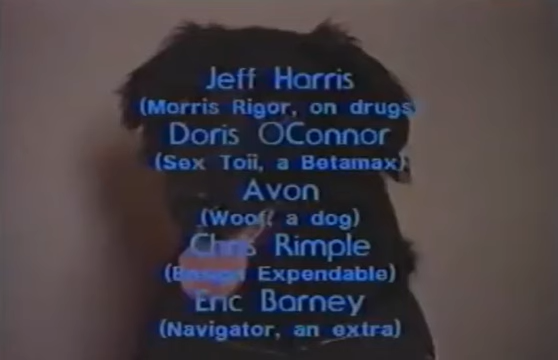 Jeff Harris
(Morris Rigor, on drugs)
Doris OConnor
(Sex Toii, a Betamax)
Avon
(Woof, a dog)
Chris Rimple
(Ensign Expendable)
Eric Barney
(Navigator, an extra)